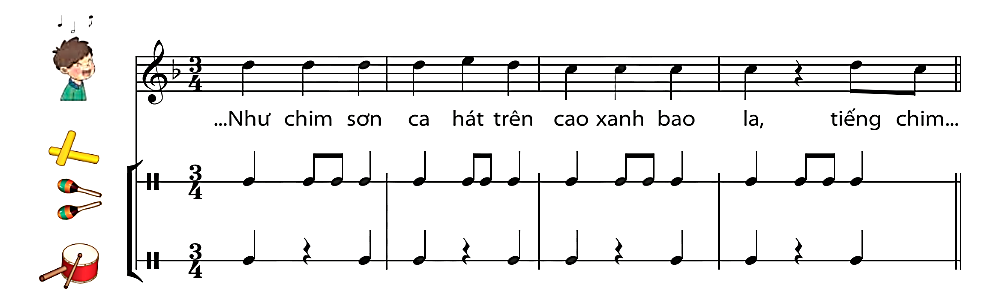 ...Như chim sơn ca hát trên cao xanh bao la, tiếng chim...